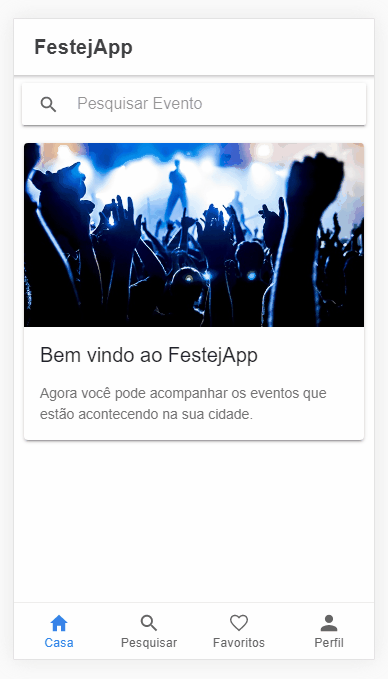 FestejApp
Pesquisar Evento
Bem vindo ao FestejApp
Agora você pode acompanhar os eventos que
estão acontecendo na sua cidade.
Casa
Pesquisar
Favoritos
Perfil